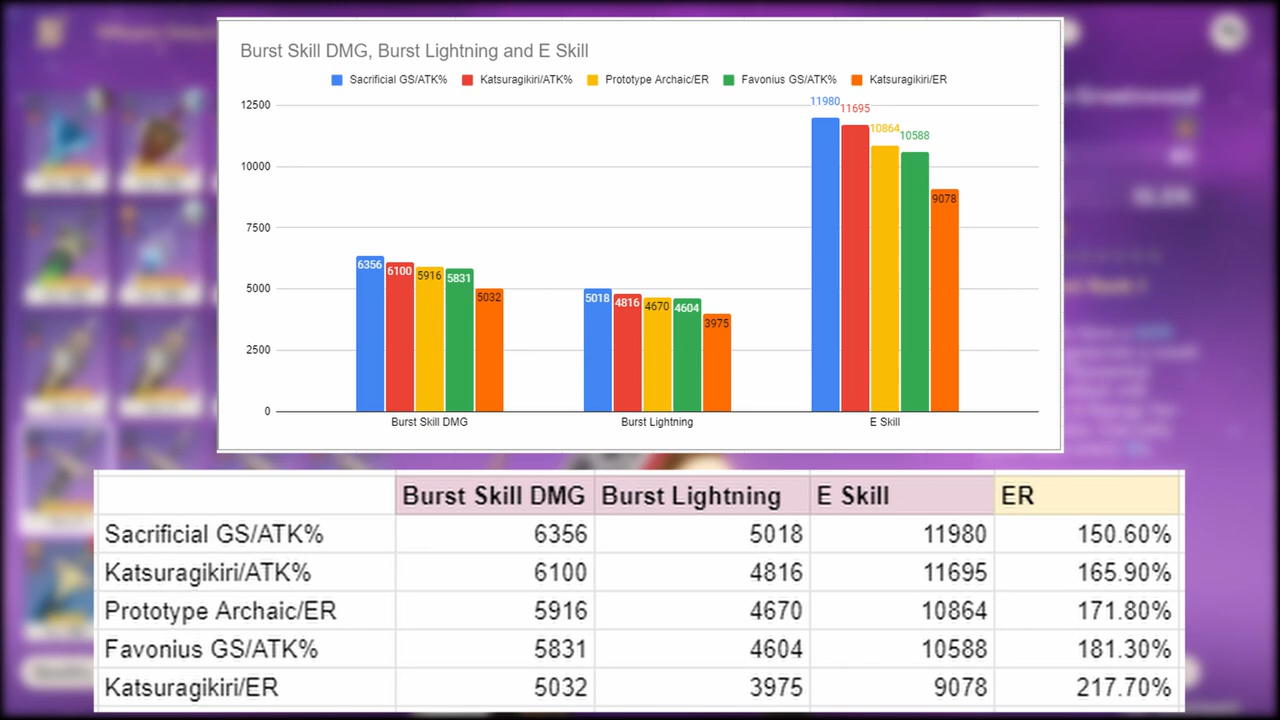 Burst Skill DMG, Burst Lightning and E Skill
Sacrificial GS/ATK% Katsuragikiri/ATK% Prototype Archaic/ER Favonius GS/ATK% Katsuragikiri/ER
12500
10000
7500
5000
2500
0
6356 6100 5916 5831 5032
5018 4816 4670 4604 3975
11980 11695 10864 10588 9078
Burst Skill DMG Burst Lightning E Skill
Burst Skill DMG Burst Lightning E Skill ER
Sacrificial GS/ATK% 6356 5018 11980 150.60%
Katsuragikiri/ATK% 6100 4816 11695 165.90%
Prototype Archaic/ER 5916 4670 10864 171.80%
Favonius GS/ATK% 5831 4604 10588 181.30%
Katsuragikiri/ER 5032 3975 9078 217.70%